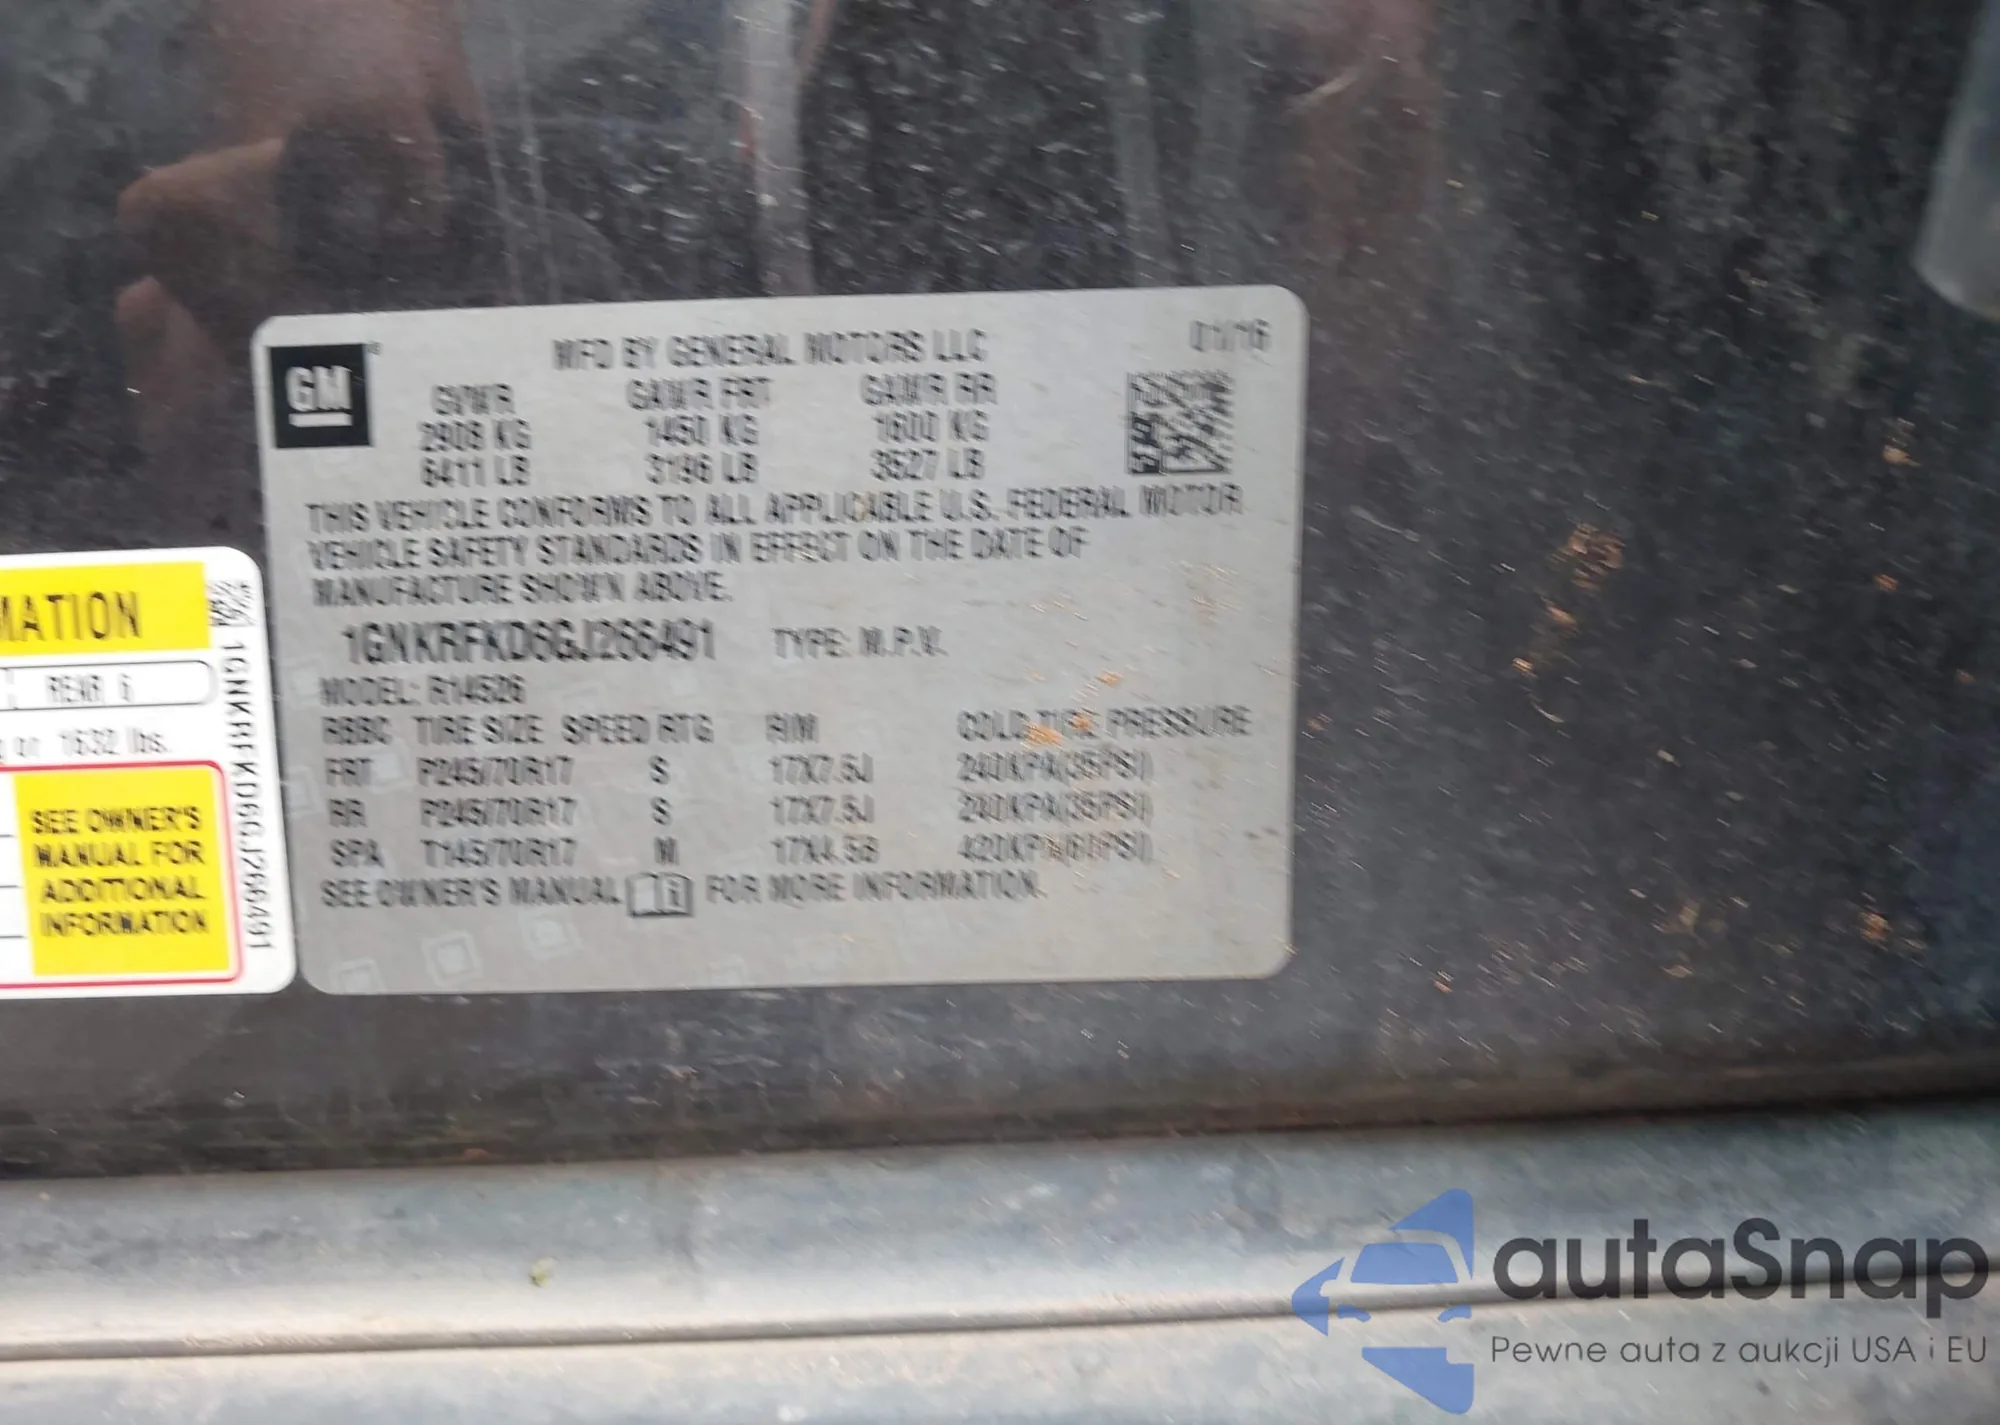 GM
MFD BY GENERAL MOTORS LLC
01/16
GVWR GAWR FRT GAWR RR
2908 KG 1450 KG 1600 KG
6411 LB 3196 LB 3527 LB
THIS VEHICLE CONFORMS TO ALL APPLICABLE U.S. FEDERAL MOTOR
VEHICLE SAFETY STANDARDS IN EFFECT ON THE DATE OF
MANUFACTURE SHOWN ABOVE.
1GNKRFKD6GJ266491 TYPE: M.P.V.
MODEL: R14526
TIRE SIZE SPEED RTG RIM COLD TIRE PRESSURE
FRT P245/70R17 S 17X7.5J 240KPA(35PSI)
RR P245/70R17 S 17X7.5J 240KPA(35PSI)
SPA T145/70R17 M 17X4.5B 420KPA(60PSI)
SEE OWNER'S MANUAL FOR MORE INFORMATION.
MATION
REAR 6
or 1632 lbs.
SEE OWNER'S
MANUAL FOR
ADDITIONAL
INFORMATION
1GNKRFKD6GJ266491
autaSnap
Pewne auta z aukcji USA i EU